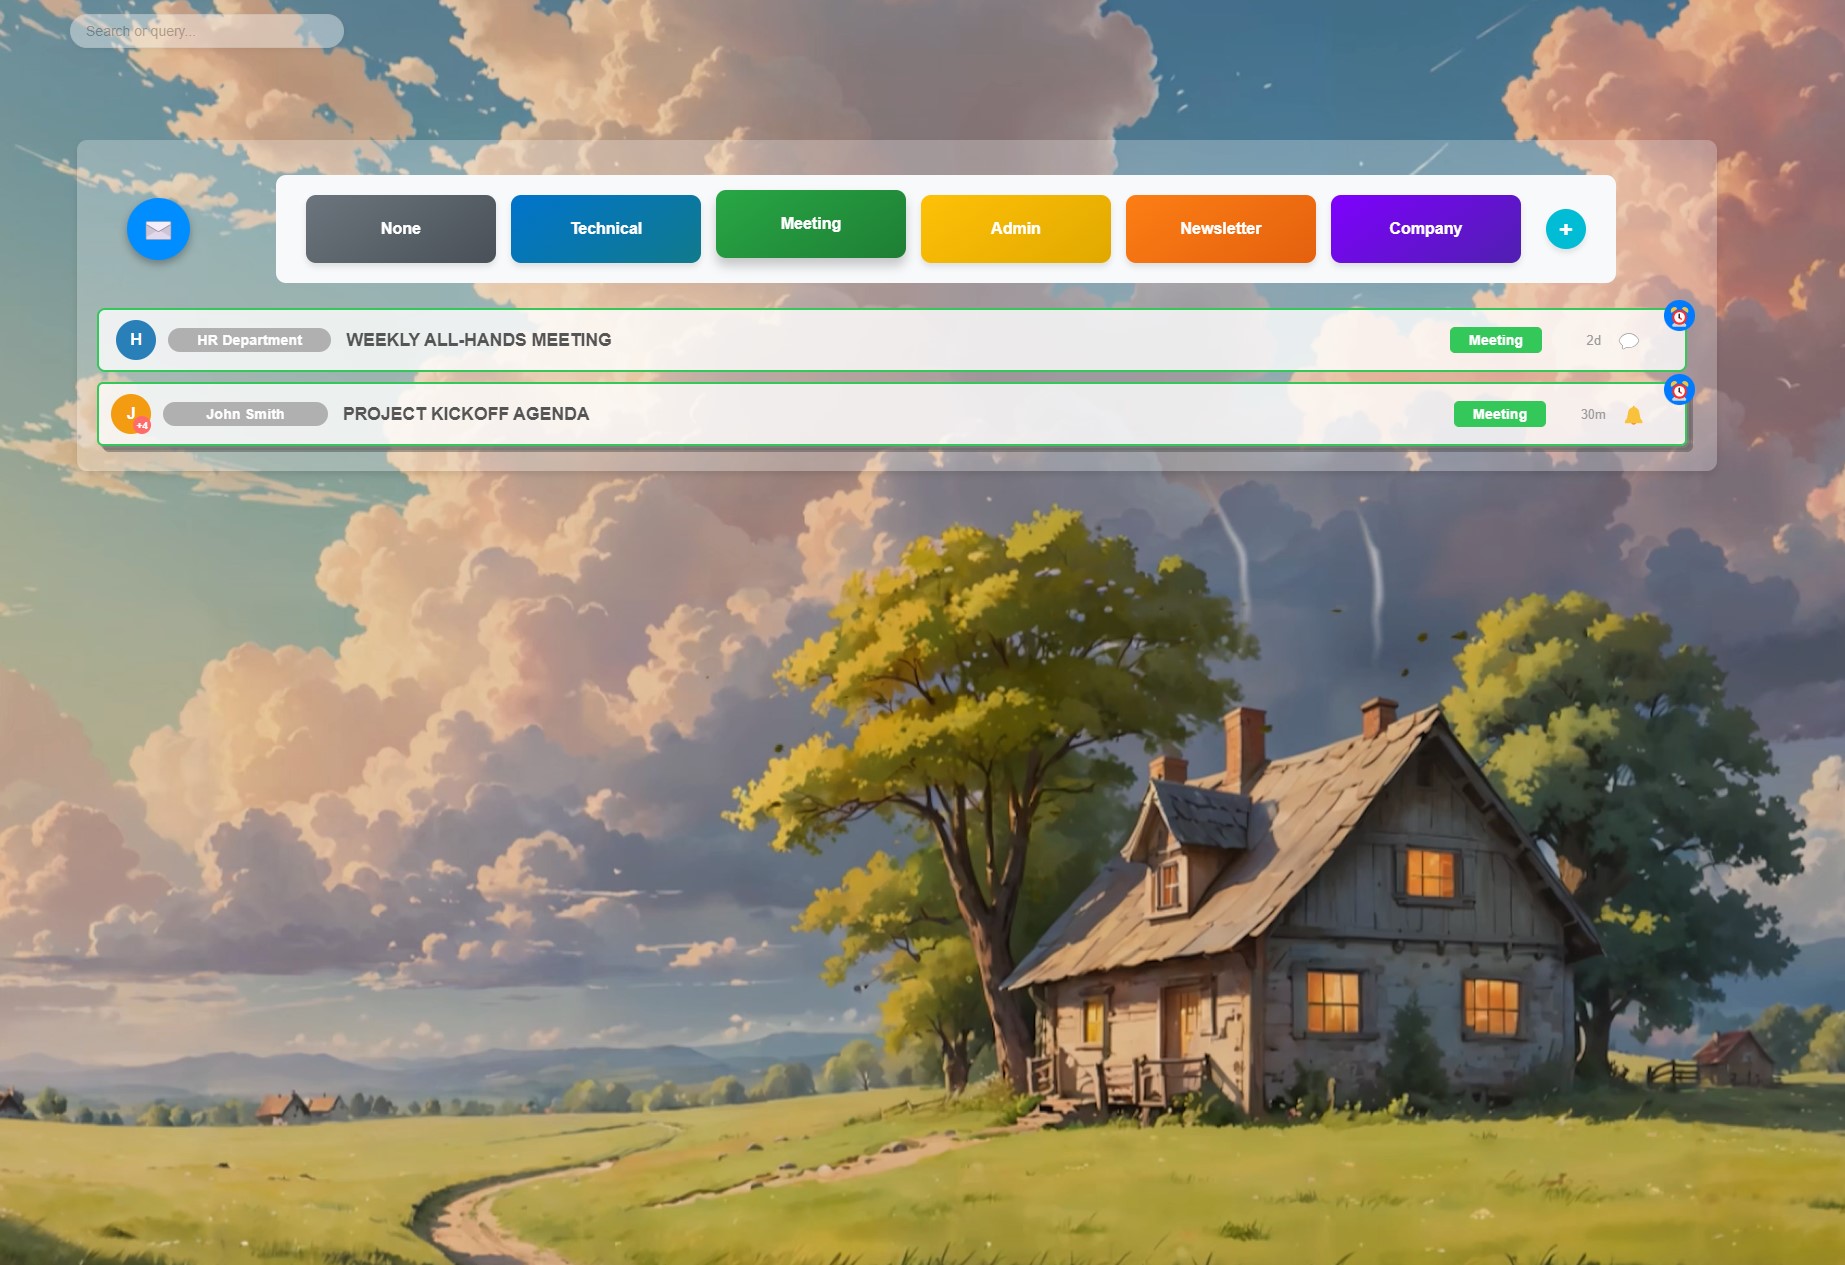 Search or query...
None
Technical
Meeting
Admin
Newsletter
Company
+
H
HR Department
WEEKLY ALL-HANDS MEETING
Meeting
2d
J
+4
John Smith
PROJECT KICKOFF AGENDA
Meeting
30m